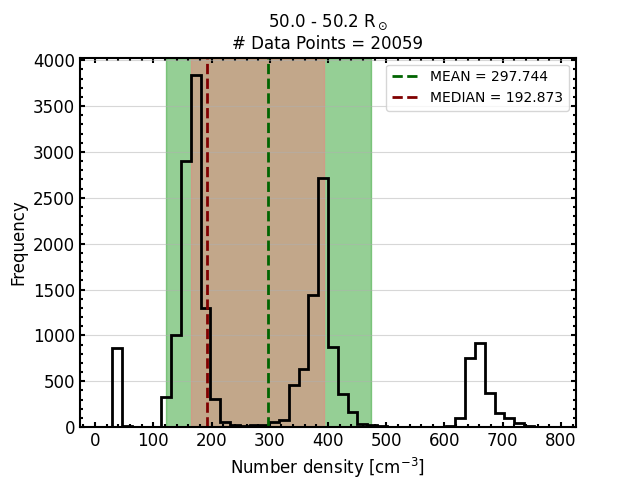 50.0 - 50.2 R⊙
# Data Points = 20059
MEAN = 297.744
MEDIAN = 192.873
Frequency
4000
3500
3000
2500
2000
1500
1000
500
0
0 100 200 300 400 500 600 700 800
Number density [cm⁻³]